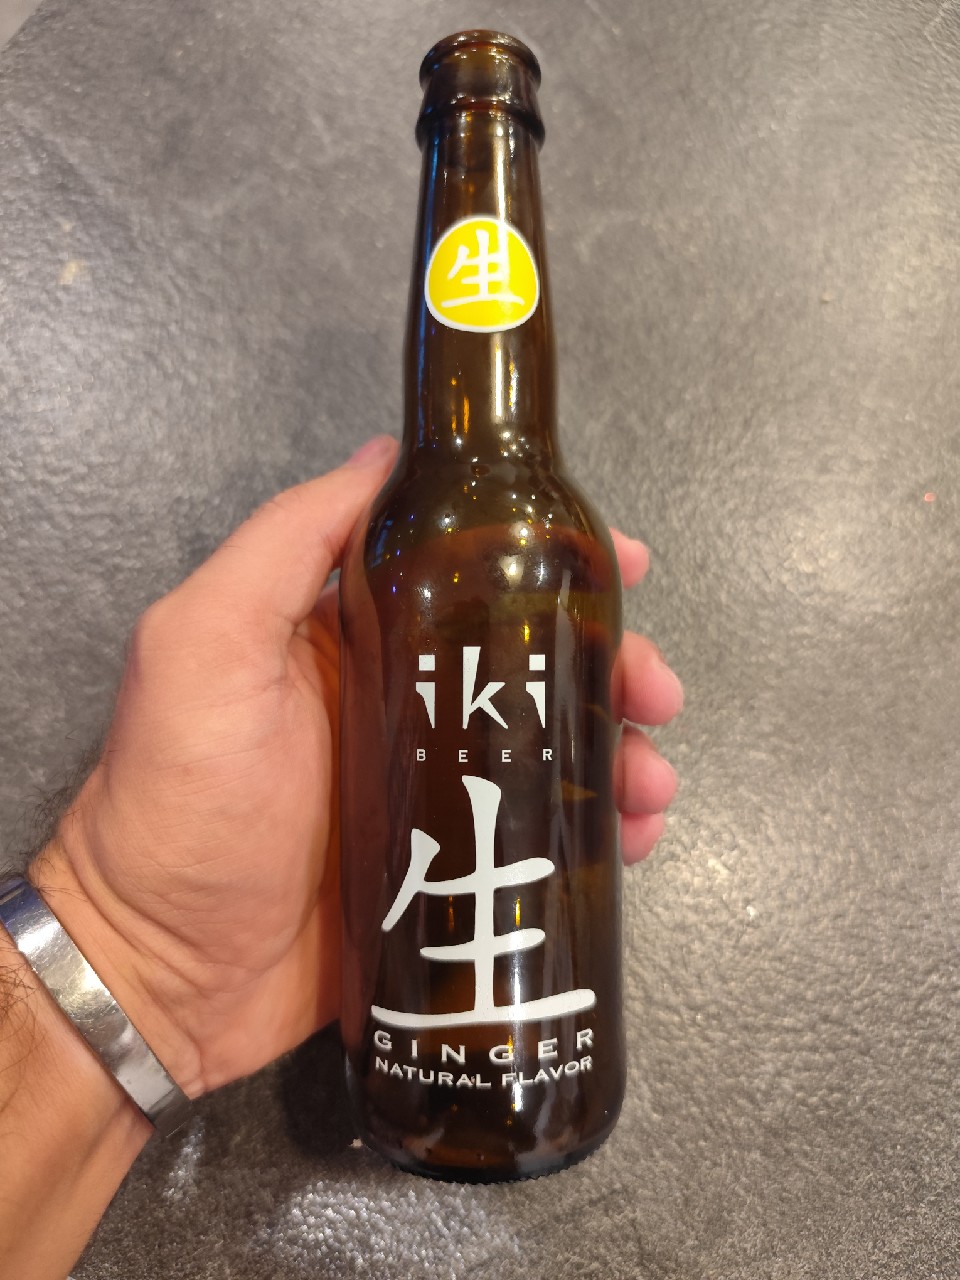 生
iki
BEER
生
GINGER
NATURAL FLAVOR